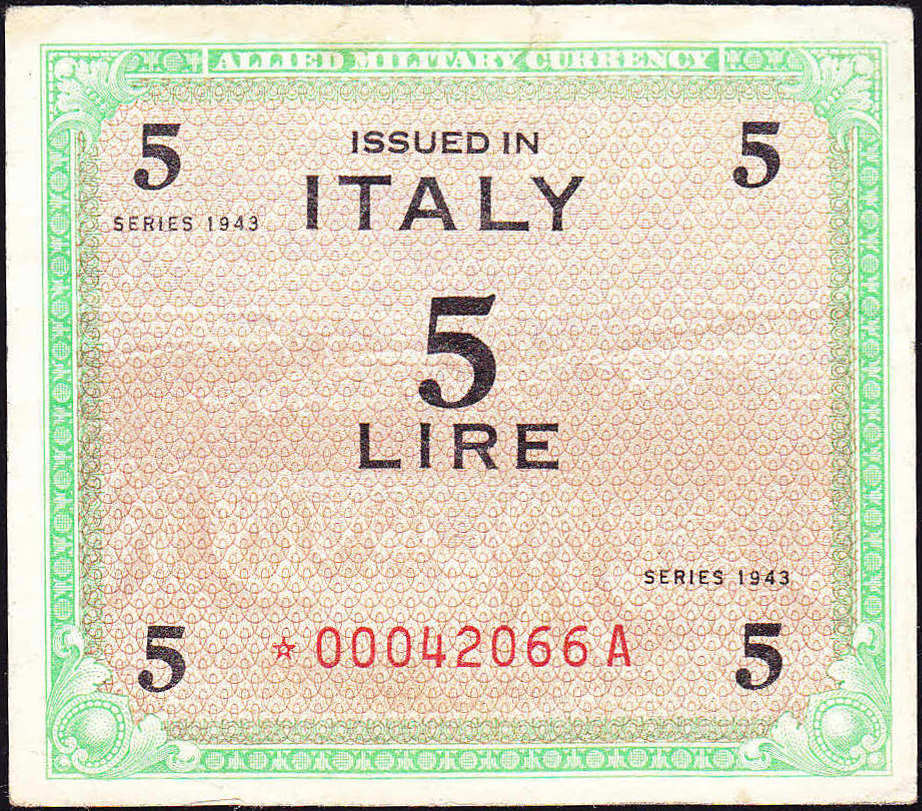 ALLIED MILITARY CURRENCY
5 ISSUED IN 5
SERIES 1943 ITALY
5
LIRE
SERIES 1943
5 ☆00042066A 5